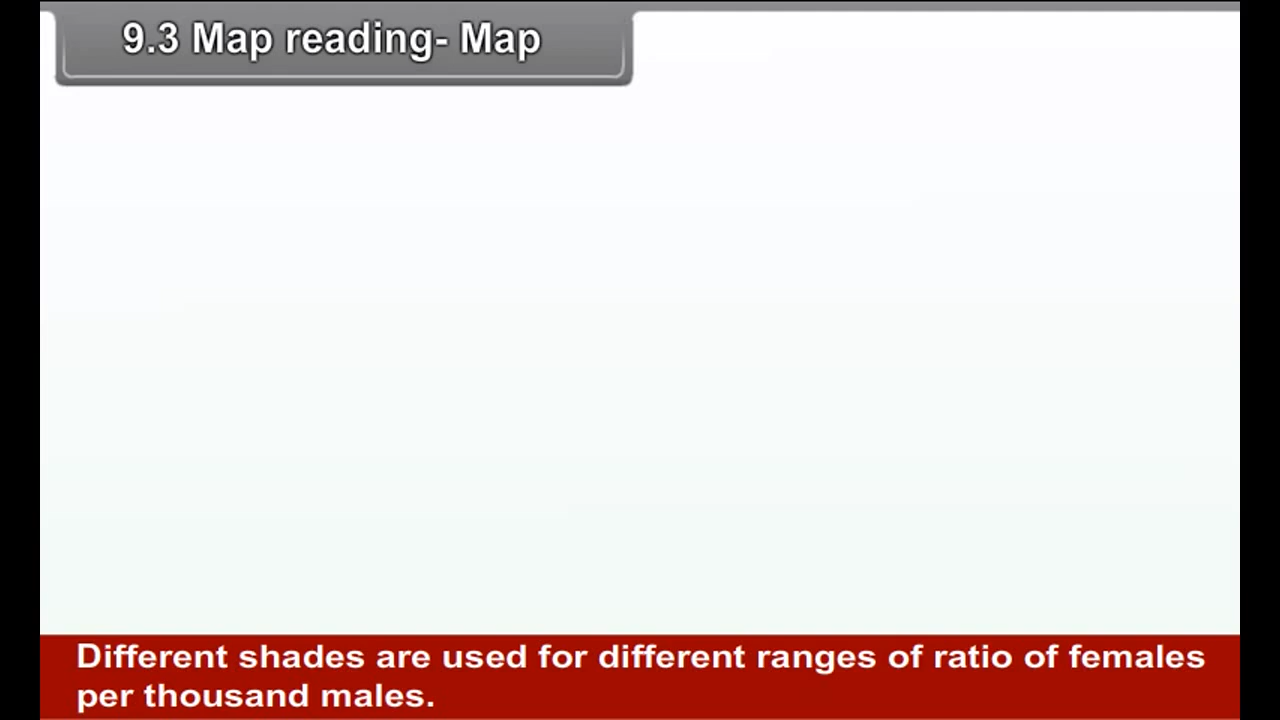 9.3 Map reading- Map
Different shades are used for different ranges of ratio of females
per thousand males.